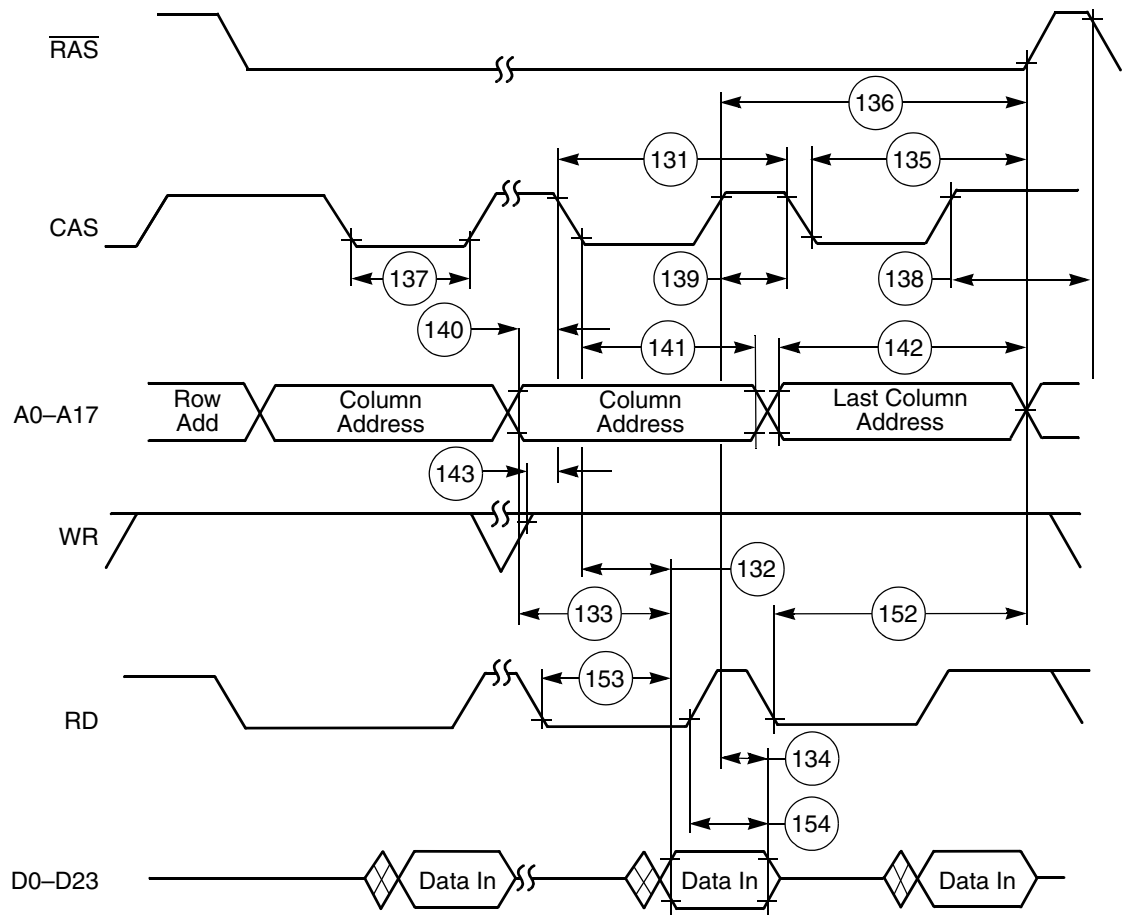 RAS
136
131
135
CAS
137
139
138
140
141
142
A0–A17
Row
Add
Column
Address
Column
Address
Last Column
Address
143
WR
132
133
152
153
RD
134
154
D0–D23
Data In
Data In
Data In